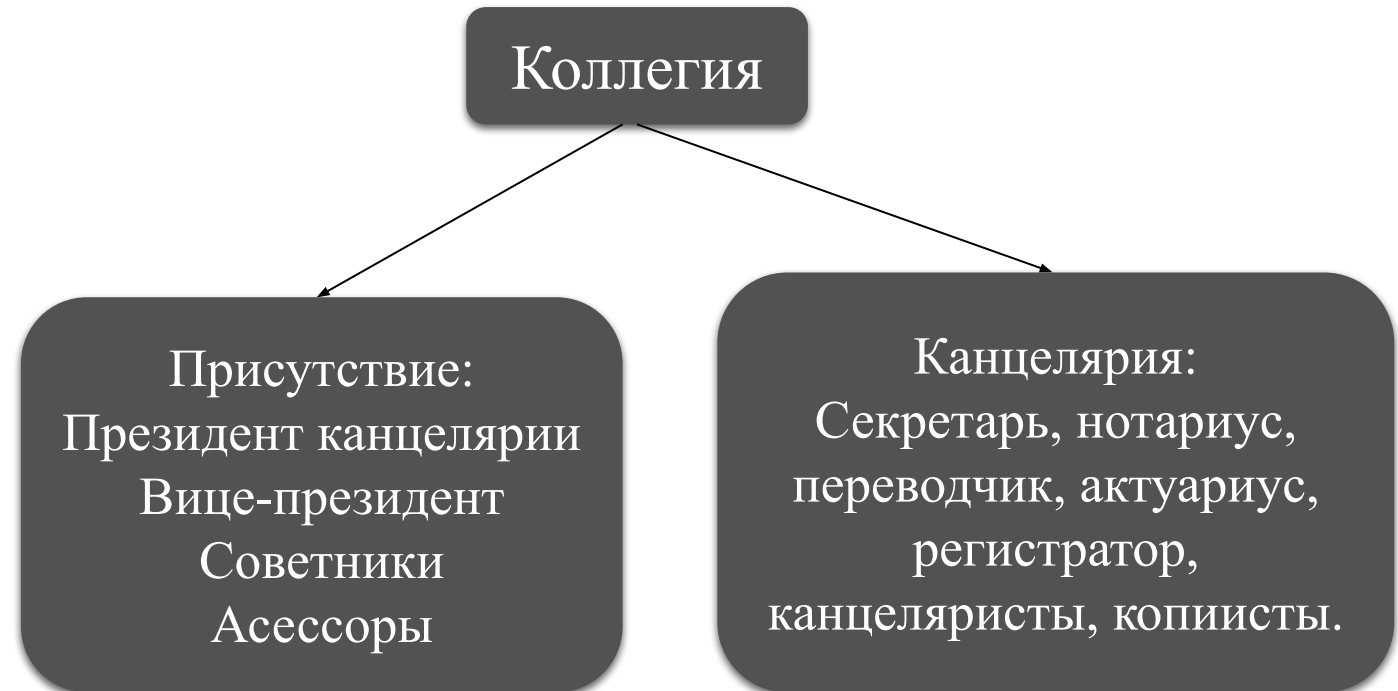 Коллегия
Присутствие:
Президент канцелярии
Вице-президент
Советники
Асессоры
Канцелярия:
Секретарь, нотариус,
переводчик, актуариус,
регистратор,
канцеляристы, копиисты.